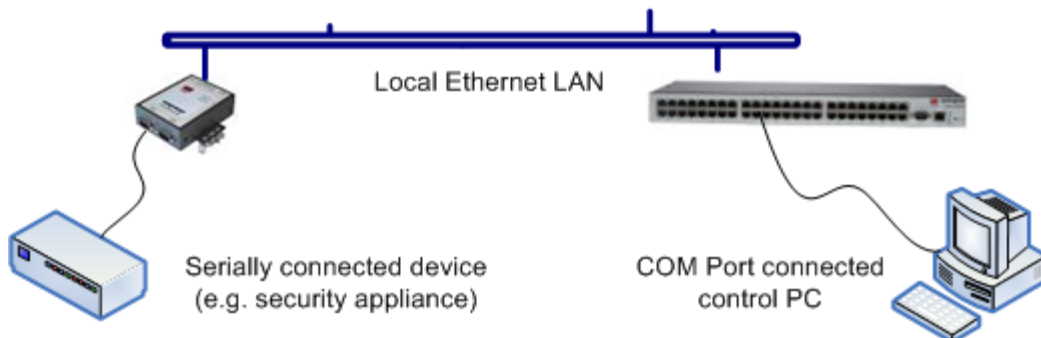 Local Ethernet LAN
Serially connected device
(e.g. security appliance)
COM Port connected
control PC